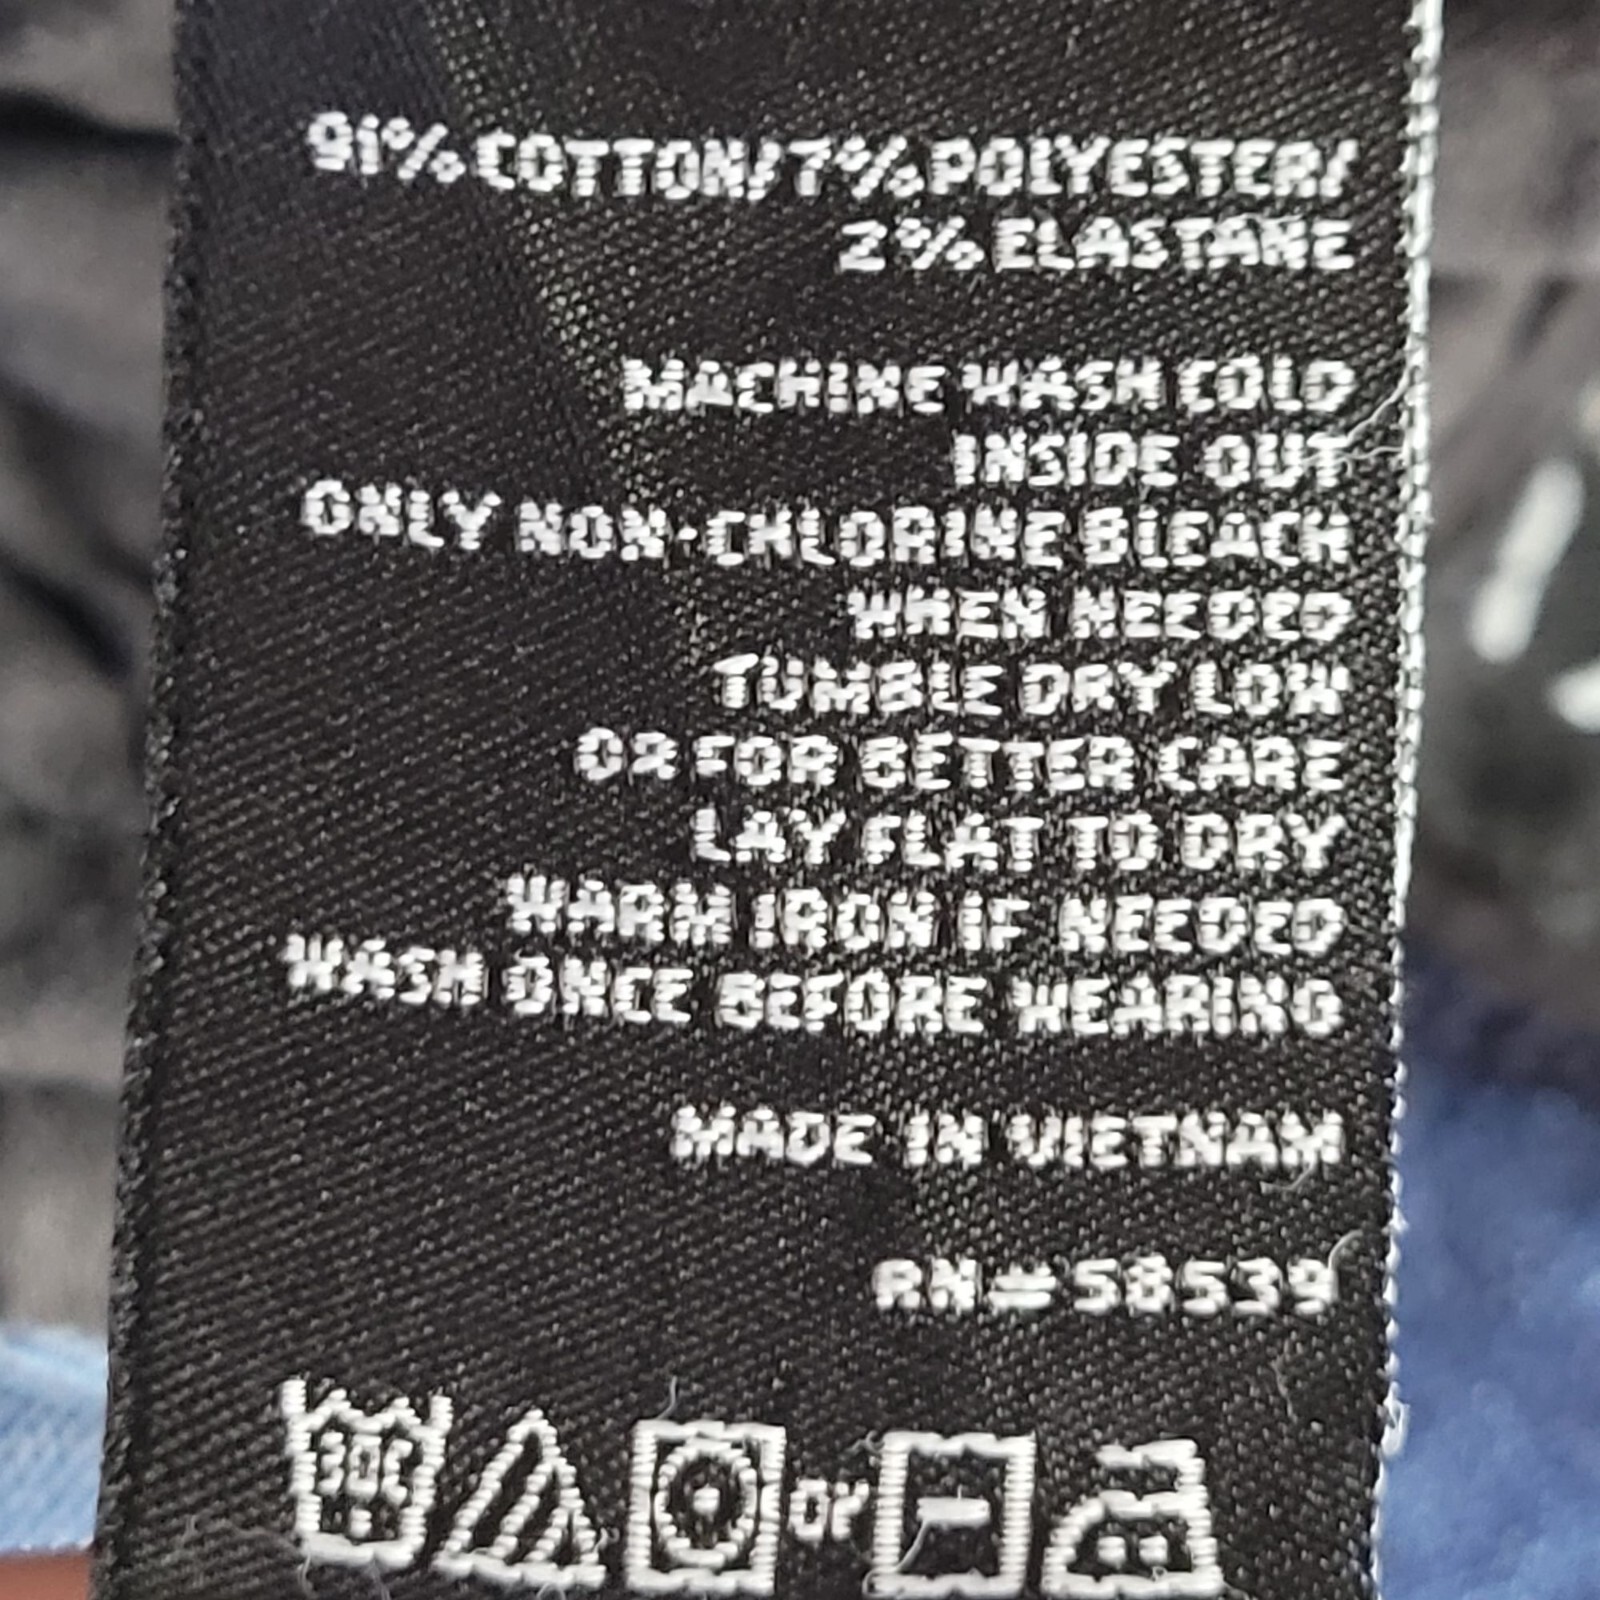 91% COTTON/7% POLYESTER/
2% ELASTANE
MACHINE WASH COLD
INSIDE OUT
ONLY NON-CHLORINE BLEACH
WHEN NEEDED
TUMBLE DRY LOW
OR FOR BETTER CARE
LAY FLAT TO DRY
WARM IRON IF NEEDED
WASH ONCE BEFORE WEARING
MADE IN VIETNAM
RN#58539
30C or